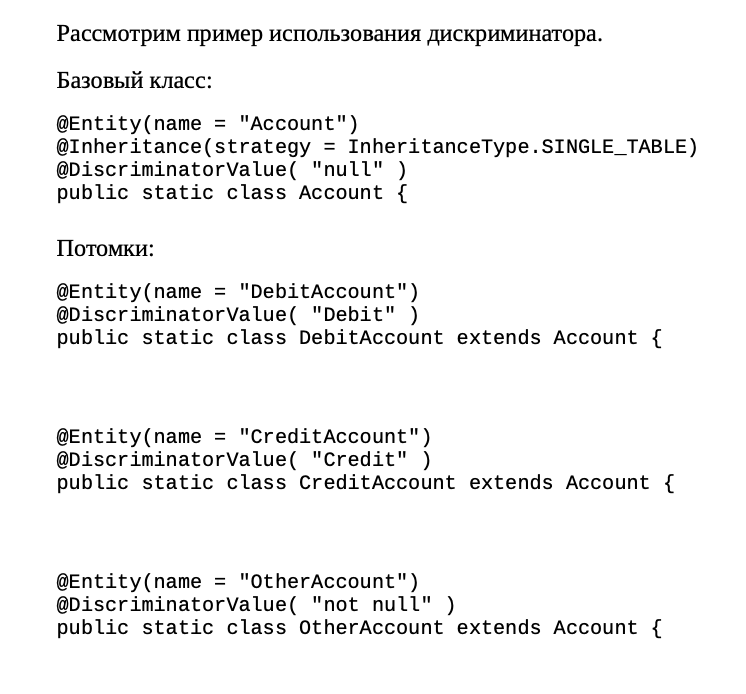 Рассмотрим пример использования дискриминатора.
Базовый класс:
@Entity(name = "Account")
@Inheritance(strategy = InheritanceType.SINGLE_TABLE)
@DiscriminatorValue( "null" )
public static class Account {
Потомки:
@Entity(name = "DebitAccount")
@DiscriminatorValue( "Debit" )
public static class DebitAccount extends Account {
@Entity(name = "CreditAccount")
@DiscriminatorValue( "Credit" )
public static class CreditAccount extends Account {
@Entity(name = "OtherAccount")
@DiscriminatorValue( "not null" )
public static class OtherAccount extends Account {